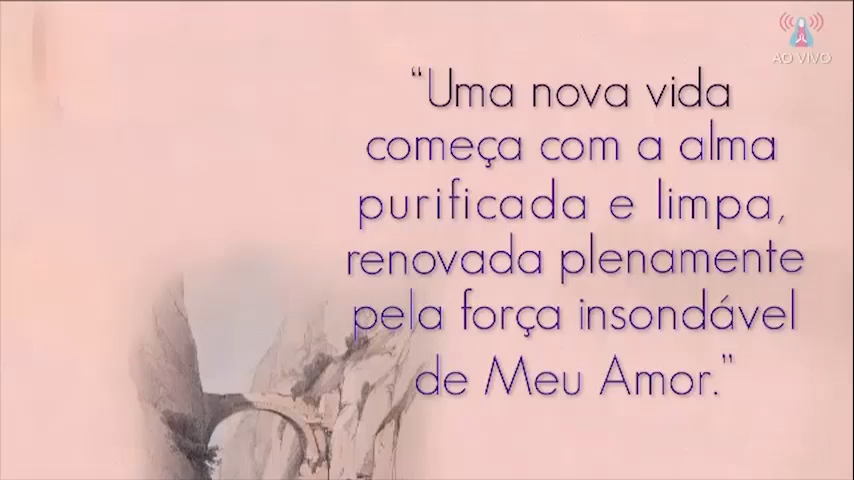 AO VIVO
“Uma nova vida
começa com a alma
purificada e limpa,
renovada plenamente
pela força insondável
de Meu Amor.”